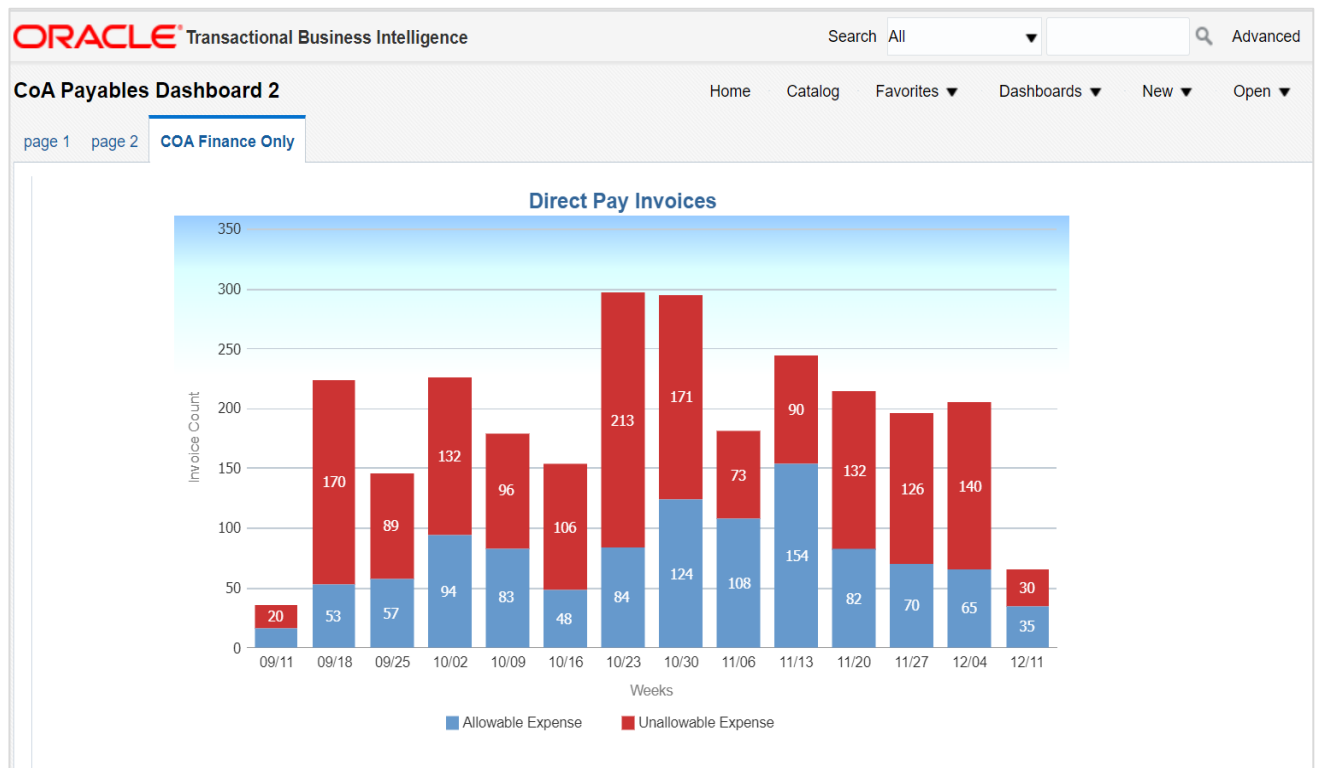 ORACLE Transactional Business Intelligence Search All Advanced
CoA Payables Dashboard 2 Home Catalog Favorites Dashboards New Open
page 1 page 2 COA Finance Only
Direct Pay Invoices
350
300
250
200
150
100
50
0
Invoice Count
20
170 53
89 57
132 94
96 83
106 48
213 84
171 124
73 108
90 154
132 82
126 70
140 65
30 35
09/11 09/18 09/25 10/02 10/09 10/16 10/23 10/30 11/06 11/13 11/20 11/27 12/04 12/11
Weeks
Allowable Expense Unallowable Expense